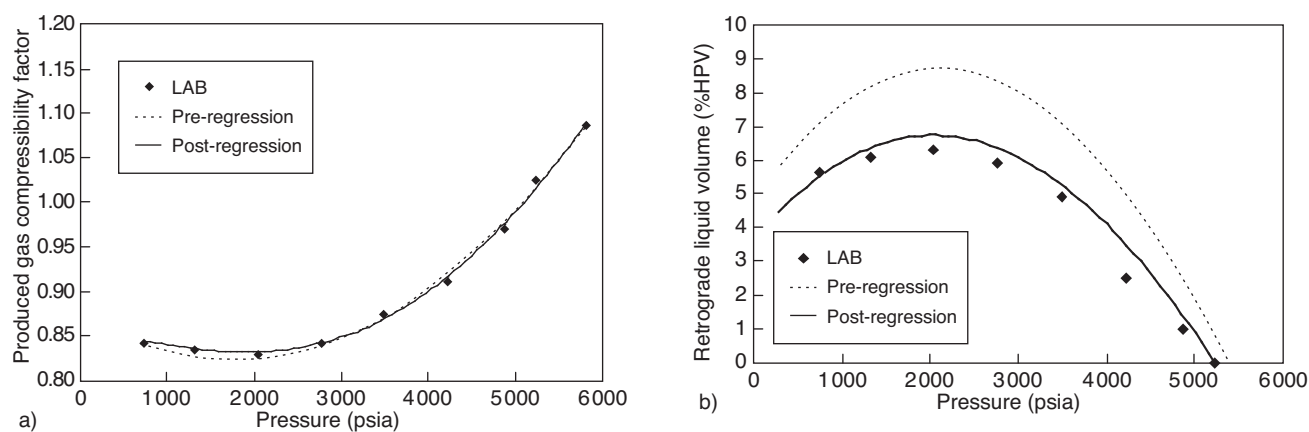 1.20
1.15
1.10
1.05
1.00
0.95
0.90
0.85
0.80
Produced gas compressibility factor
LAB
Pre-regression
Post-regression
0 1000 2000 3000 4000 5000 6000
Pressure (psia)
a)
10
9
8
7
6
5
4
3
2
1
0
Retrograde liquid volume (%HPV)
LAB
Pre-regression
Post-regression
0 1000 2000 3000 4000 5000 6000
Pressure (psia)
b)